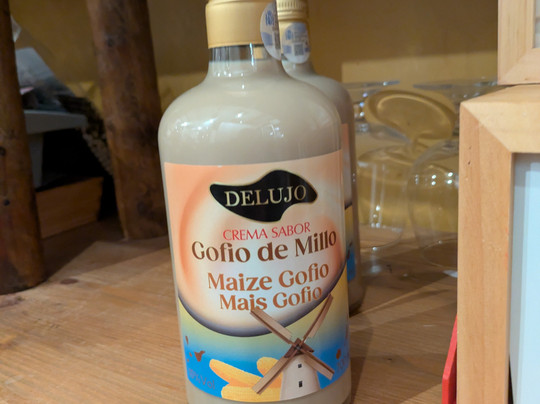 DELUJO
CREMA SABOR
Gofio de Millo
Maize Gofio
Mais Gofio